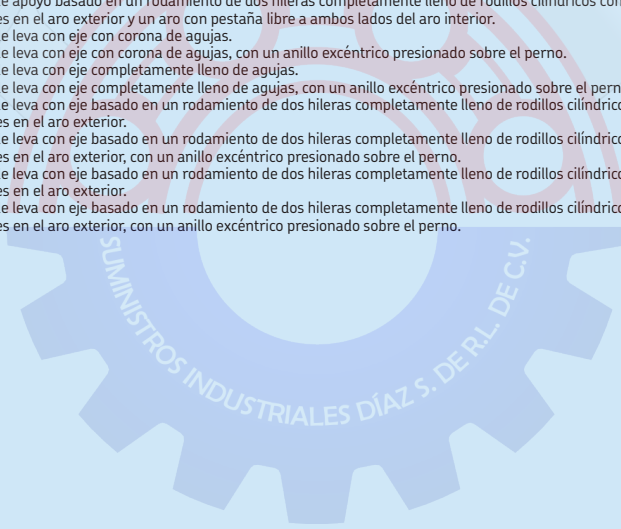 e apoyo basado en un rodamiento de dos hileras completamente lleno de rodillos cilíndricos con
es en el aro exterior y un aro con pestaña libre a ambos lados del aro interior.
e leva con eje con corona de agujas.
e leva con eje con corona de agujas, con un anillo excéntrico presionado sobre el perno.
e leva con eje completamente lleno de agujas.
e leva con eje completamente lleno de agujas, con un anillo excéntrico presionado sobre el pern
e leva con eje basado en un rodamiento de dos hileras completamente lleno de rodillos cilíndrico
es en el aro exterior.
e leva con eje basado en un rodamiento de dos hileras completamente lleno de rodillos cilíndrico
es en el aro exterior, con un anillo excéntrico presionado sobre el perno.
e leva con eje basado en un rodamiento de dos hileras completamente lleno de rodillos cilíndrico
es en el aro exterior.
e leva con eje basado en un rodamiento de dos hileras completamente lleno de rodillos cilíndrico
es en el aro exterior, con un anillo excéntrico presionado sobre el perno.
SUMINISTROS INDUSTRIALES DÍAZ S. DE R.L. DE C.V.